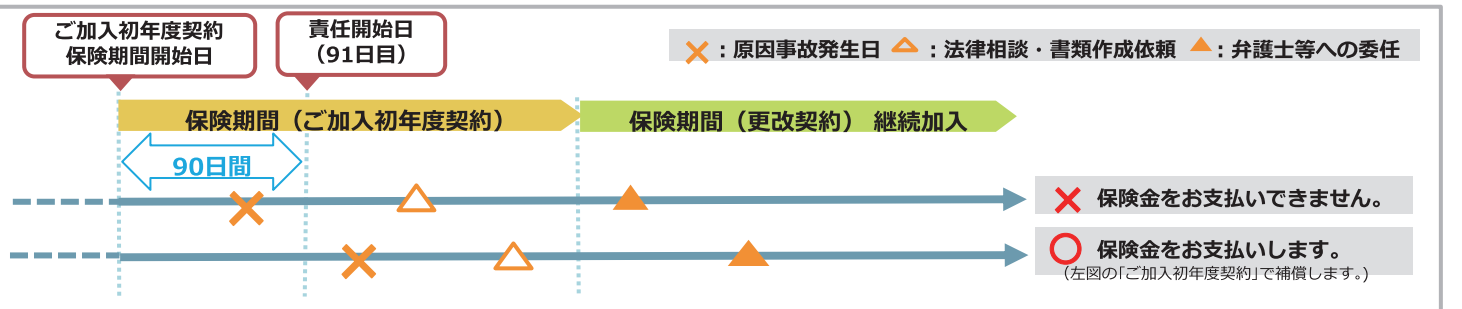 ご加入初年度契約
保険期間開始日
責任開始日
(91日目)
×:原因事故発生日 △:法律相談・書類作成依頼 ▲:弁護士等への委任
保険期間(ご加入初年度契約)
保険期間(更改契約) 継続加入
90日間
× 保険金をお支払いできません。
○ 保険金をお支払いします。
(左図の「ご加入初年度契約」で補償します。)